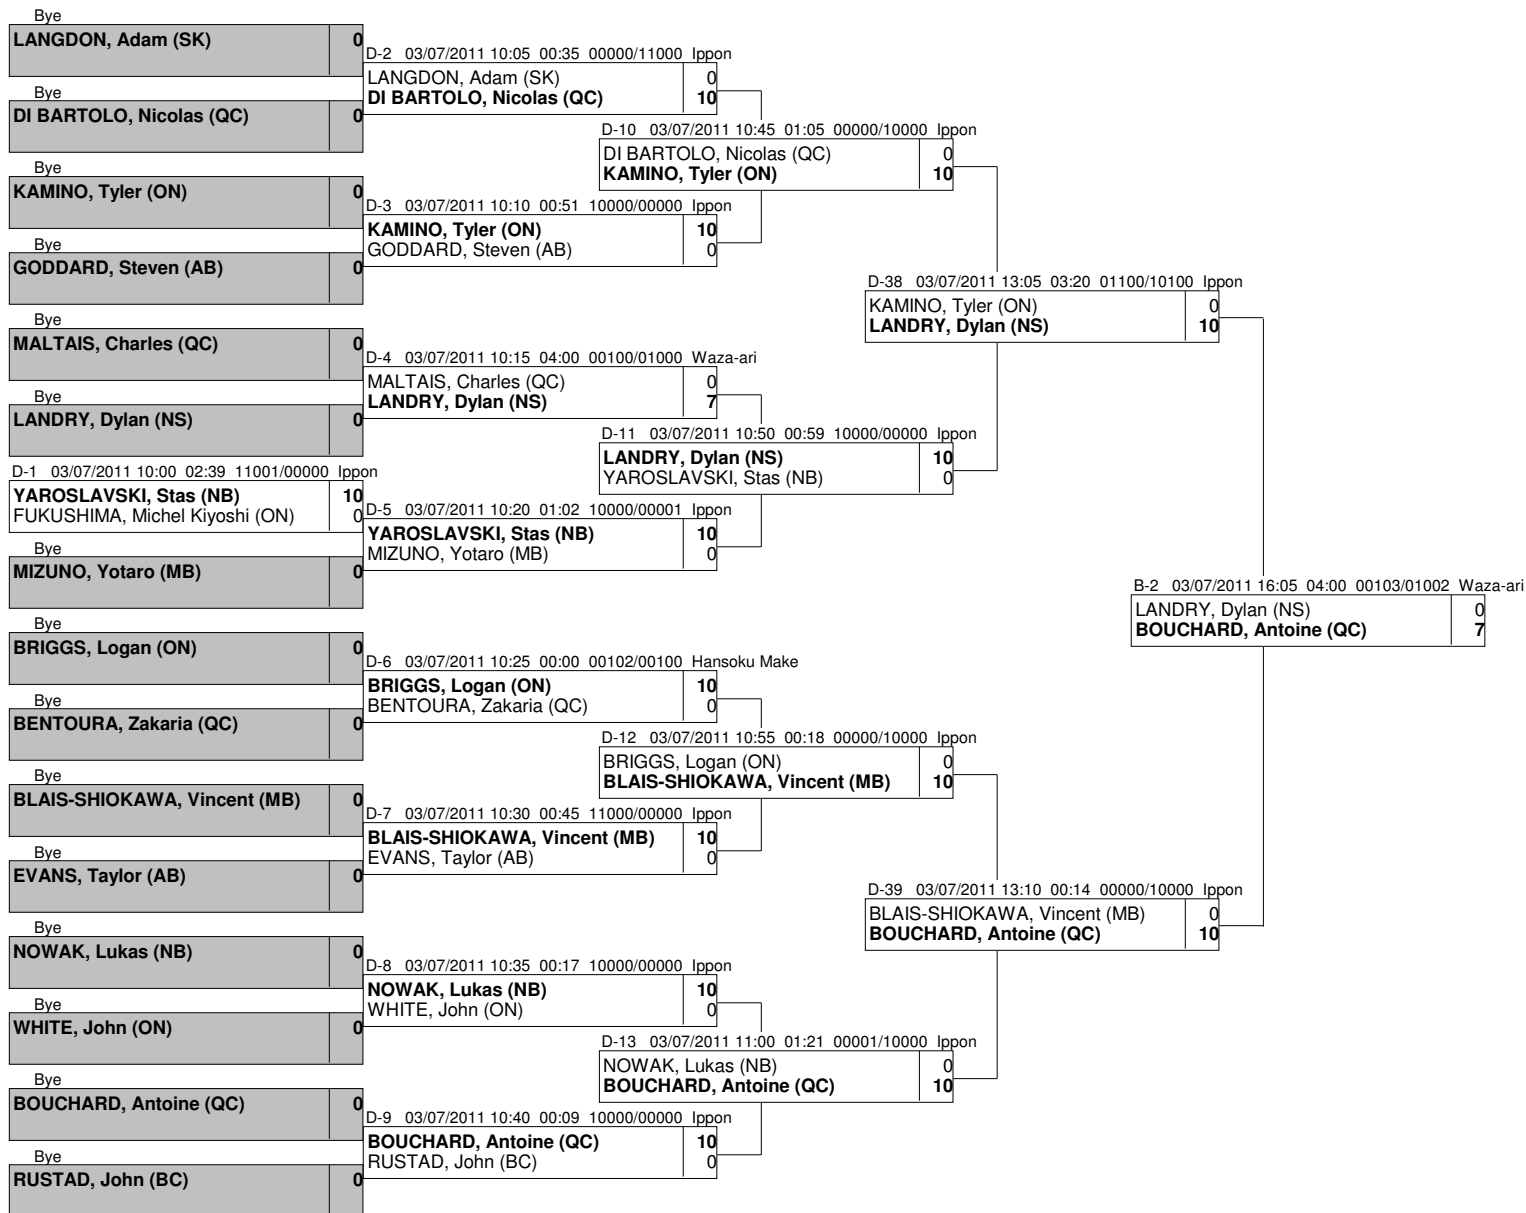 Bye
LANGDON, Adam (SK) 0
Bye
DI BARTOLO, Nicolas (QC) 0
Bye
KAMINO, Tyler (ON) 0
Bye
GODDARD, Steven (AB) 0
Bye
MALTAIS, Charles (QC) 0
Bye
LANDRY, Dylan (NS) 0
D-1 03/07/2011 10:00 02:39 11001/00000 Ippon
YAROSLAVSKI, Stas (NB) 10
FUKUSHIMA, Michel Kiyoshi (ON) 0
Bye
MIZUNO, Yotaro (MB) 0
Bye
BRIGGS, Logan (ON) 0
Bye
BENTOURA, Zakaria (QC) 0
Bye
BLAIS-SHIOKAWA, Vincent (MB) 0
Bye
EVANS, Taylor (AB) 0
Bye
NOWAK, Lukas (NB) 0
Bye
WHITE, John (ON) 0
Bye
BOUCHARD, Antoine (QC) 0
Bye
RUSTAD, John (BC) 0
D-2 03/07/2011 10:05 00:35 00000/11000 Ippon
LANGDON, Adam (SK) 0
DI BARTOLO, Nicolas (QC) 10
D-3 03/07/2011 10:10 00:51 10000/00000 Ippon
KAMINO, Tyler (ON) 10
GODDARD, Steven (AB) 0
D-4 03/07/2011 10:15 04:00 00100/01000 Waza-ari
MALTAIS, Charles (QC) 0
LANDRY, Dylan (NS) 7
D-5 03/07/2011 10:20 01:02 10000/00001 Ippon
YAROSLAVSKI, Stas (NB) 10
MIZUNO, Yotaro (MB) 0
D-6 03/07/2011 10:25 00:00 00102/00100 Hansoku Make
BRIGGS, Logan (ON) 10
BENTOURA, Zakaria (QC) 0
D-7 03/07/2011 10:30 00:45 11000/00000 Ippon
BLAIS-SHIOKAWA, Vincent (MB) 10
EVANS, Taylor (AB) 0
D-8 03/07/2011 10:35 00:17 10000/00000 Ippon
NOWAK, Lukas (NB) 10
WHITE, John (ON) 0
D-9 03/07/2011 10:40 00:09 10000/00000 Ippon
BOUCHARD, Antoine (QC) 10
RUSTAD, John (BC) 0
D-10 03/07/2011 10:45 01:05 00000/10000 Ippon
DI BARTOLO, Nicolas (QC) 0
KAMINO, Tyler (ON) 10
D-11 03/07/2011 10:50 00:59 10000/00000 Ippon
LANDRY, Dylan (NS) 10
YAROSLAVSKI, Stas (NB) 0
D-12 03/07/2011 10:55 00:18 00000/10000 Ippon
BRIGGS, Logan (ON) 0
BLAIS-SHIOKAWA, Vincent (MB) 10
D-13 03/07/2011 11:00 01:21 00001/10000 Ippon
NOWAK, Lukas (NB) 0
BOUCHARD, Antoine (QC) 10
D-38 03/07/2011 13:05 03:20 01100/10100 Ippon
KAMINO, Tyler (ON) 0
LANDRY, Dylan (NS) 10
D-39 03/07/2011 13:10 00:14 00000/10000 Ippon
BLAIS-SHIOKAWA, Vincent (MB) 0
BOUCHARD, Antoine (QC) 10
B-2 03/07/2011 16:05 04:00 00103/01002 Waza-ari
LANDRY, Dylan (NS) 0
BOUCHARD, Antoine (QC) 7